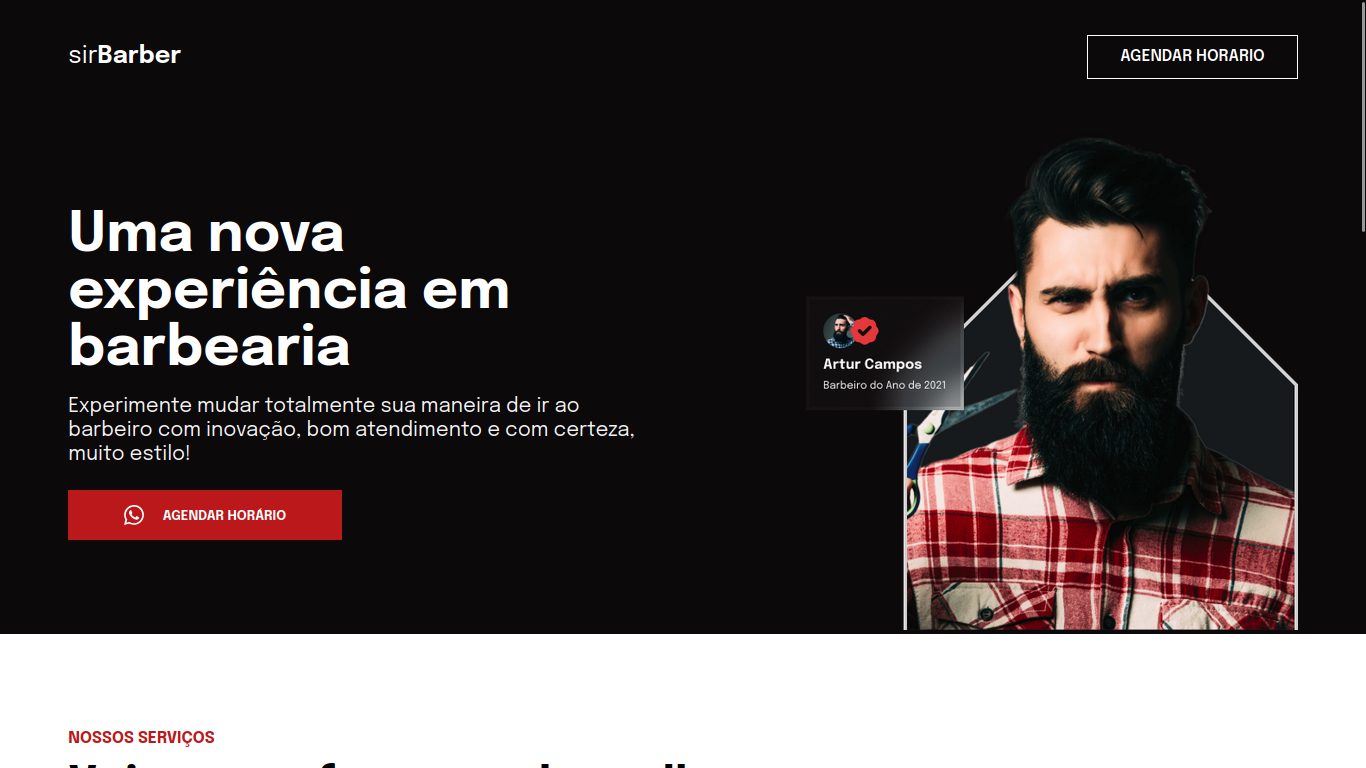 sirBarber
AGENDAR HORARIO
Uma nova
experiência em
barbearia
Artur Campos
Barbeiro do Ano de 2021
Experimente mudar totalmente sua maneira de ir ao
barbeiro com inovação, bom atendimento e com certeza,
muito estilo!
AGENDAR HORÁRIO
NOSSOS SERVIÇOS